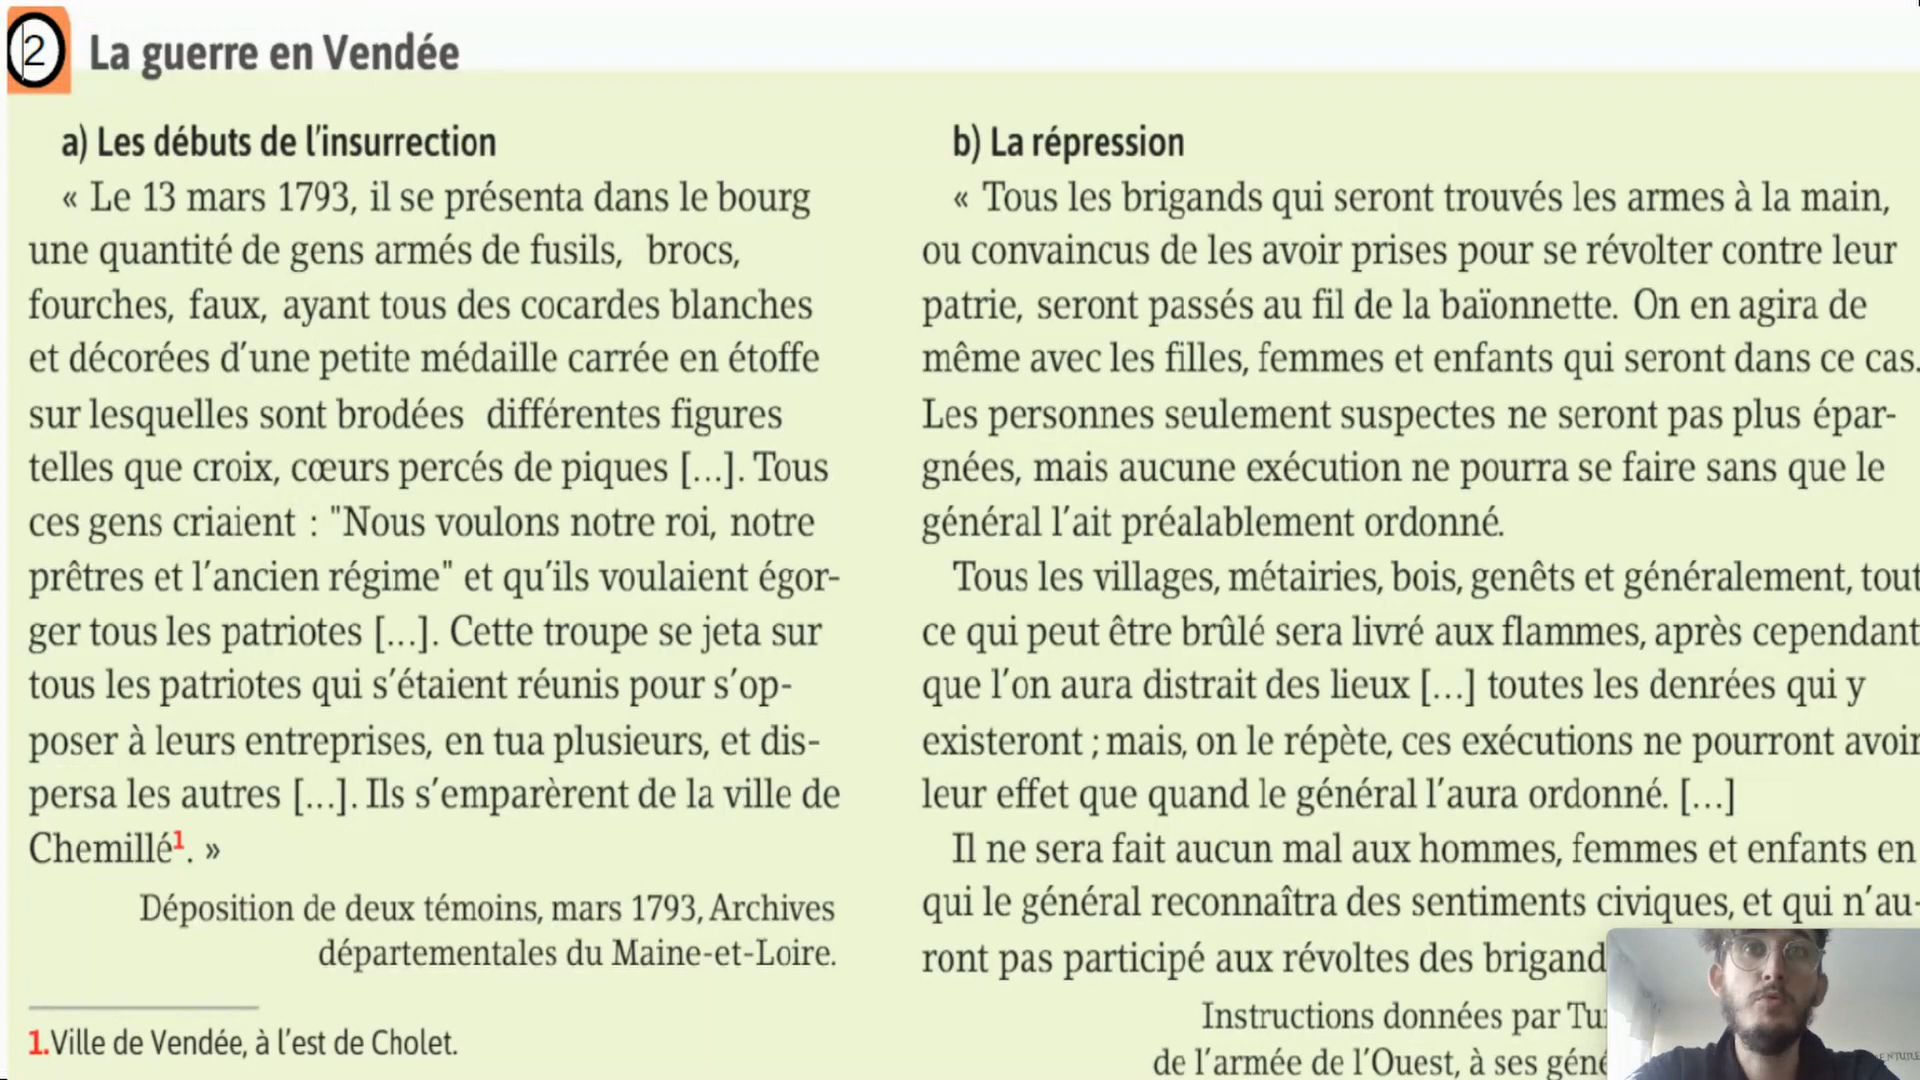 2 La guerre en Vendée
a) Les débuts de l'insurrection
« Le 13 mars 1793, il se présenta dans le bourg
une quantité de gens armés de fusils, brocs,
fourches, faux, ayant tous des cocardes blanches
et décorées d'une petite médaille carrée en étoffe
sur lesquelles sont brodées différentes figures
telles que croix, cœurs percés de piques [...]. Tous
ces gens criaient : "Nous voulons notre roi, notre
prêtres et l'ancien régime" et qu'ils voulaient égor-
ger tous les patriotes [...]. Cette troupe se jeta sur
tous les patriotes qui s'étaient réunis pour s'op-
poser à leurs entreprises, en tua plusieurs, et dis-
persa les autres [...]. Ils s'emparèrent de la ville de
Chemillé1. »
Déposition de deux témoins, mars 1793, Archives
départementales du Maine-et-Loire.
1.Ville de Vendée, à l'est de Cholet.
b) La répression
« Tous les brigands qui seront trouvés les armes à la main,
ou convaincus de les avoir prises pour se révolter contre leur
patrie, seront passés au fil de la baïonnette. On en agira de
même avec les filles, femmes et enfants qui seront dans ce cas.
Les personnes seulement suspectes ne seront pas plus épar-
gnées, mais aucune exécution ne pourra se faire sans que le
général l'ait préalablement ordonné.
Tous les villages, métairies, bois, genêts et généralement, tout
ce qui peut être brûlé sera livré aux flammes, après cependant
que l'on aura distrait des lieux [...] toutes les denrées qui y
existeront ; mais, on le répète, ces exécutions ne pourront avoir
leur effet que quand le général l'aura ordonné. [...]
Il ne sera fait aucun mal aux hommes, femmes et enfants en
qui le général reconnaîtra des sentiments civiques, et qui n'au-
ront pas participé aux révoltes des brigand
Instructions données par Tu
de l'armée de l'Ouest, à ses géné